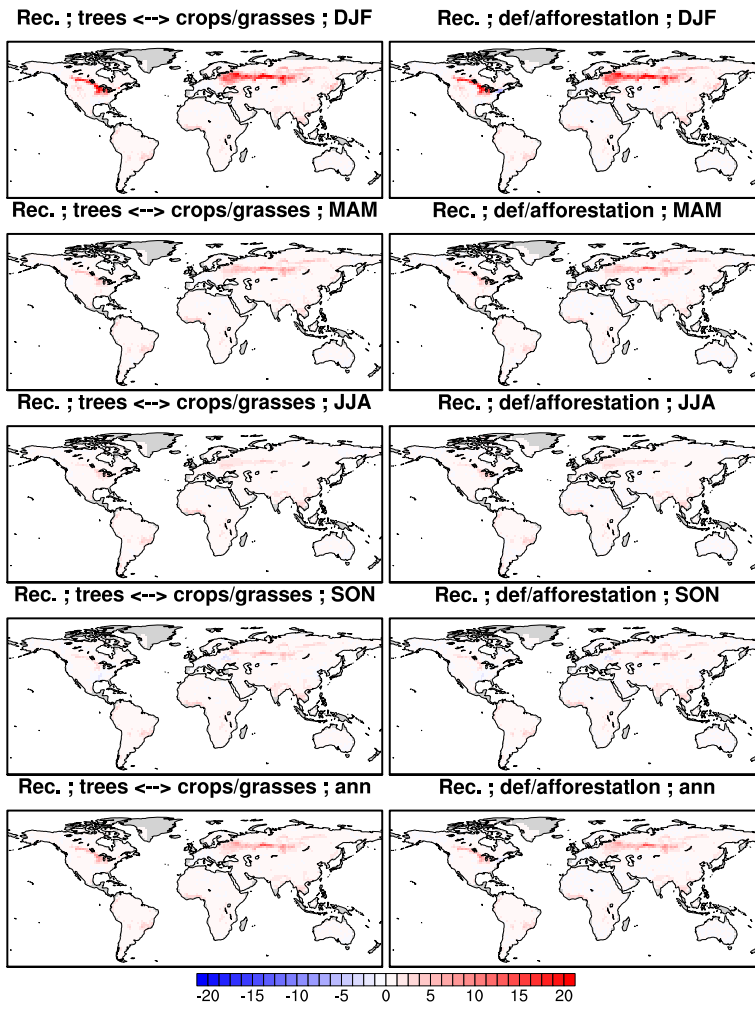 Rec. ; trees <--> crops/grasses ; DJF
Rec. ; def/afforestation ; DJF
Rec. ; trees <--> crops/grasses ; MAM
Rec. ; def/afforestation ; MAM
Rec. ; trees <--> crops/grasses ; JJA
Rec. ; def/afforestation ; JJA
Rec. ; trees <--> crops/grasses ; SON
Rec. ; def/afforestation ; SON
Rec. ; trees <--> crops/grasses ; ann
Rec. ; def/afforestation ; ann
-20 -15 -10 -5 0 5 10 15 20